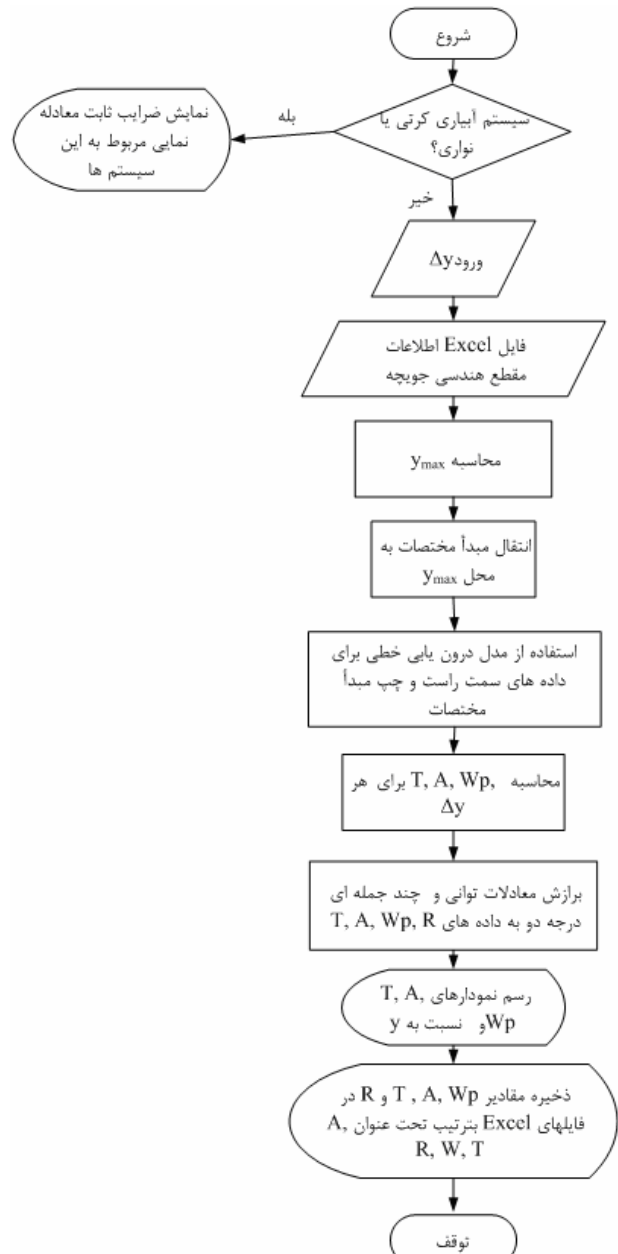 شروع
سیستم آبیاری کرتی یا
نواری؟
بله
نمایش ضرایب ثابت معادله
نمایی مربوط به این
سیستم ها
خیر
ورود Δy
فایل Excel اطلاعات
مقطع هندسی جویچه
محاسبه ymax
انتقال مبدأ مختصات به
محل ymax
استفاده از مدل درون یابی خطی برای
داده های سمت راست و چپ مبدأ
مختصات
محاسبه T, A, Wp, برای هر
Δy
برازش معادلات توانی و چند جمله ای
درجه دو به داده های T, A, Wp, R
رسم نمودارهای T, A,
Wpو نسبت به y
ذخیره مقادیر T , A, Wp و R در
فایلهای Excel بترتیب تحت عنوان A,
R, W, T
توقف